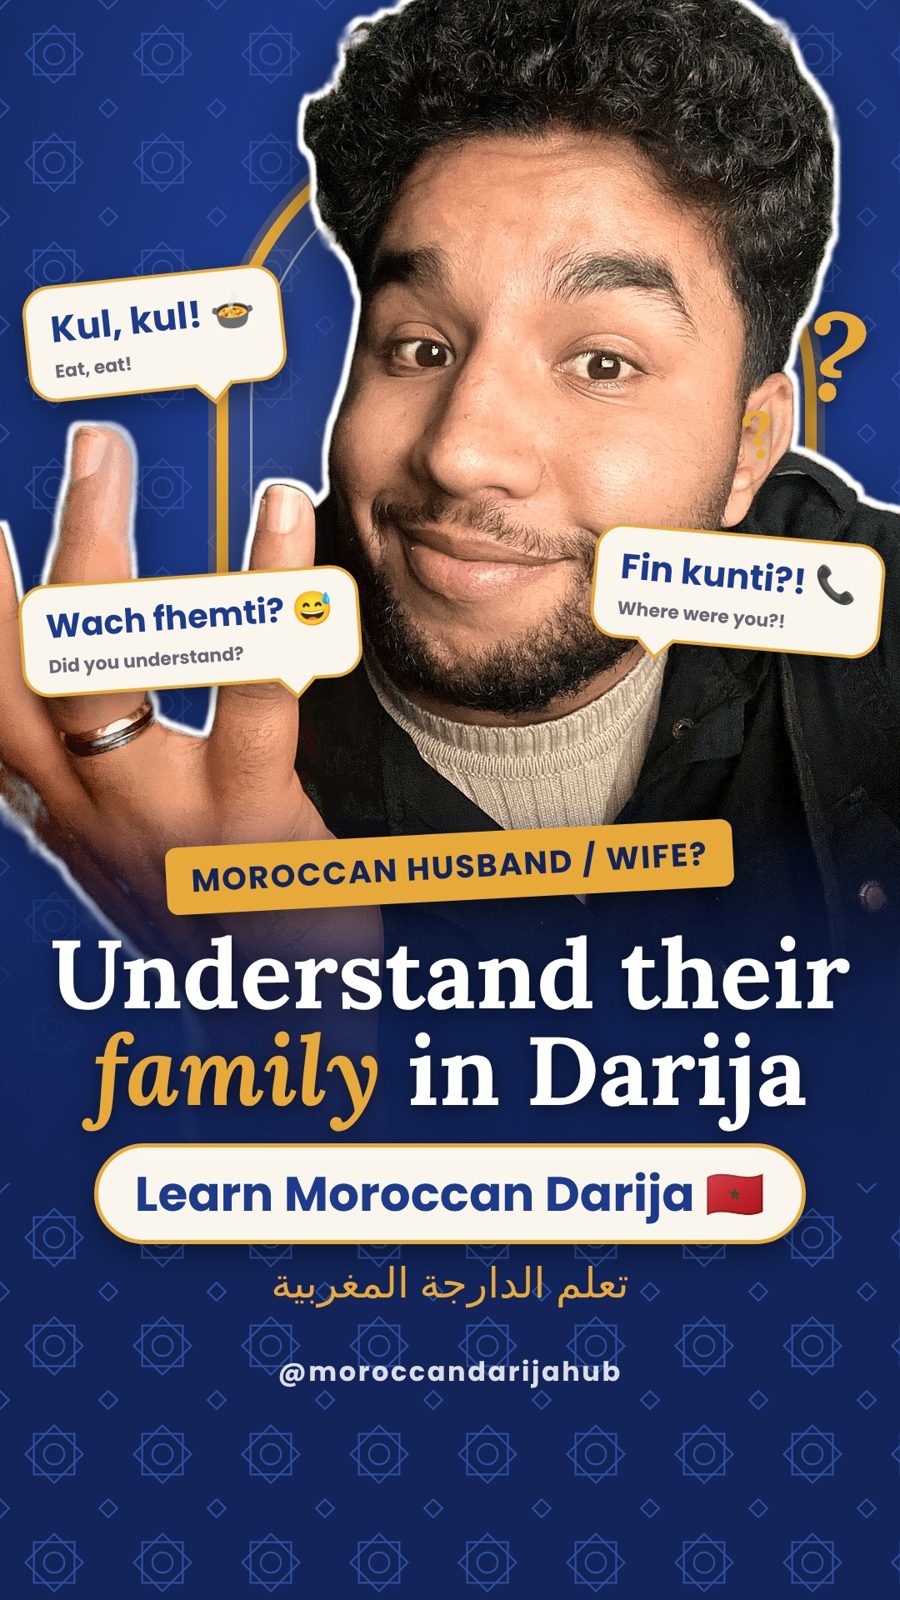 Kul, kul! 🍲
Eat, eat!
?
?
Fin kunti?! 📞
Where were you?!
Wach fhemti? 😅
Did you understand?
MOROCCAN HUSBAND / WIFE?
Understand their
family in Darija
Learn Moroccan Darija 🇲🇦
تعلم الدارجة المغربية
@moroccandarijahub